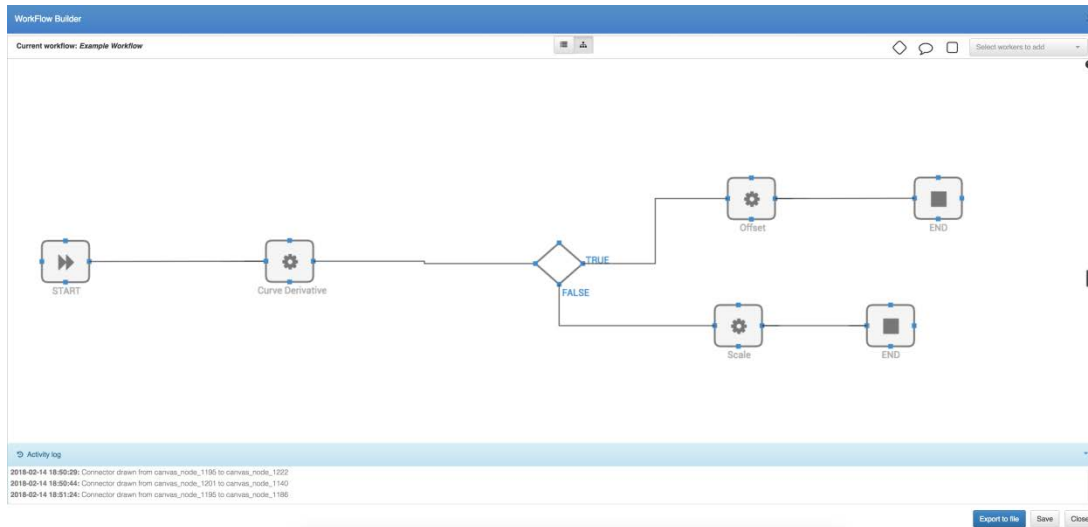 WorkFlow Builder
Current workflow: Example Workflow
Select workers to add
TRUE
Offset
END
START
Curve Derivative
FALSE
Scale
END
Activity log
2018-02-14 18:50:29: Connector drawn from canvas_node_1195 to canvas_node_1222
2018-02-14 18:50:44: Connector drawn from canvas_node_1201 to canvas_node_1140
2018-02-14 18:51:24: Connector drawn from canvas_node_1195 to canvas_node_1186
Export to file Save Close